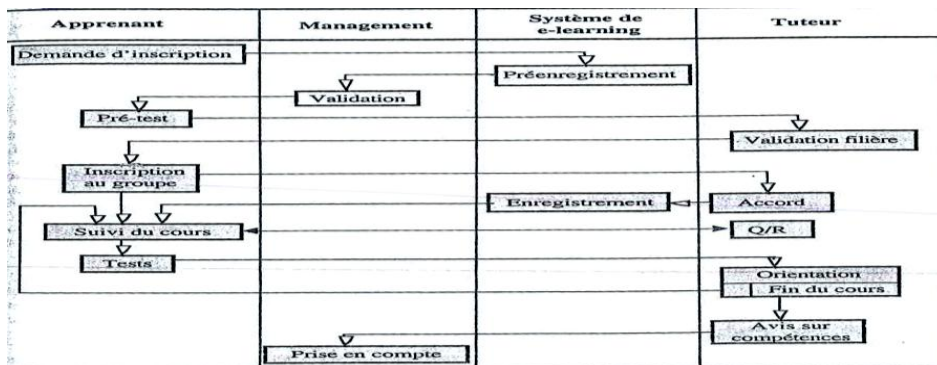 Apprenant
Management
Système de
e-learning
Tuteur
Demande d'inscription
Préenregistrement
Validation
Pré-test
Validation filière
Inscription
au groupe
Enregistrement
Accord
Suivi du cours
Q/R
Tests
Orientation
Fin du cours
Avis sur
compétences
Prise en compte